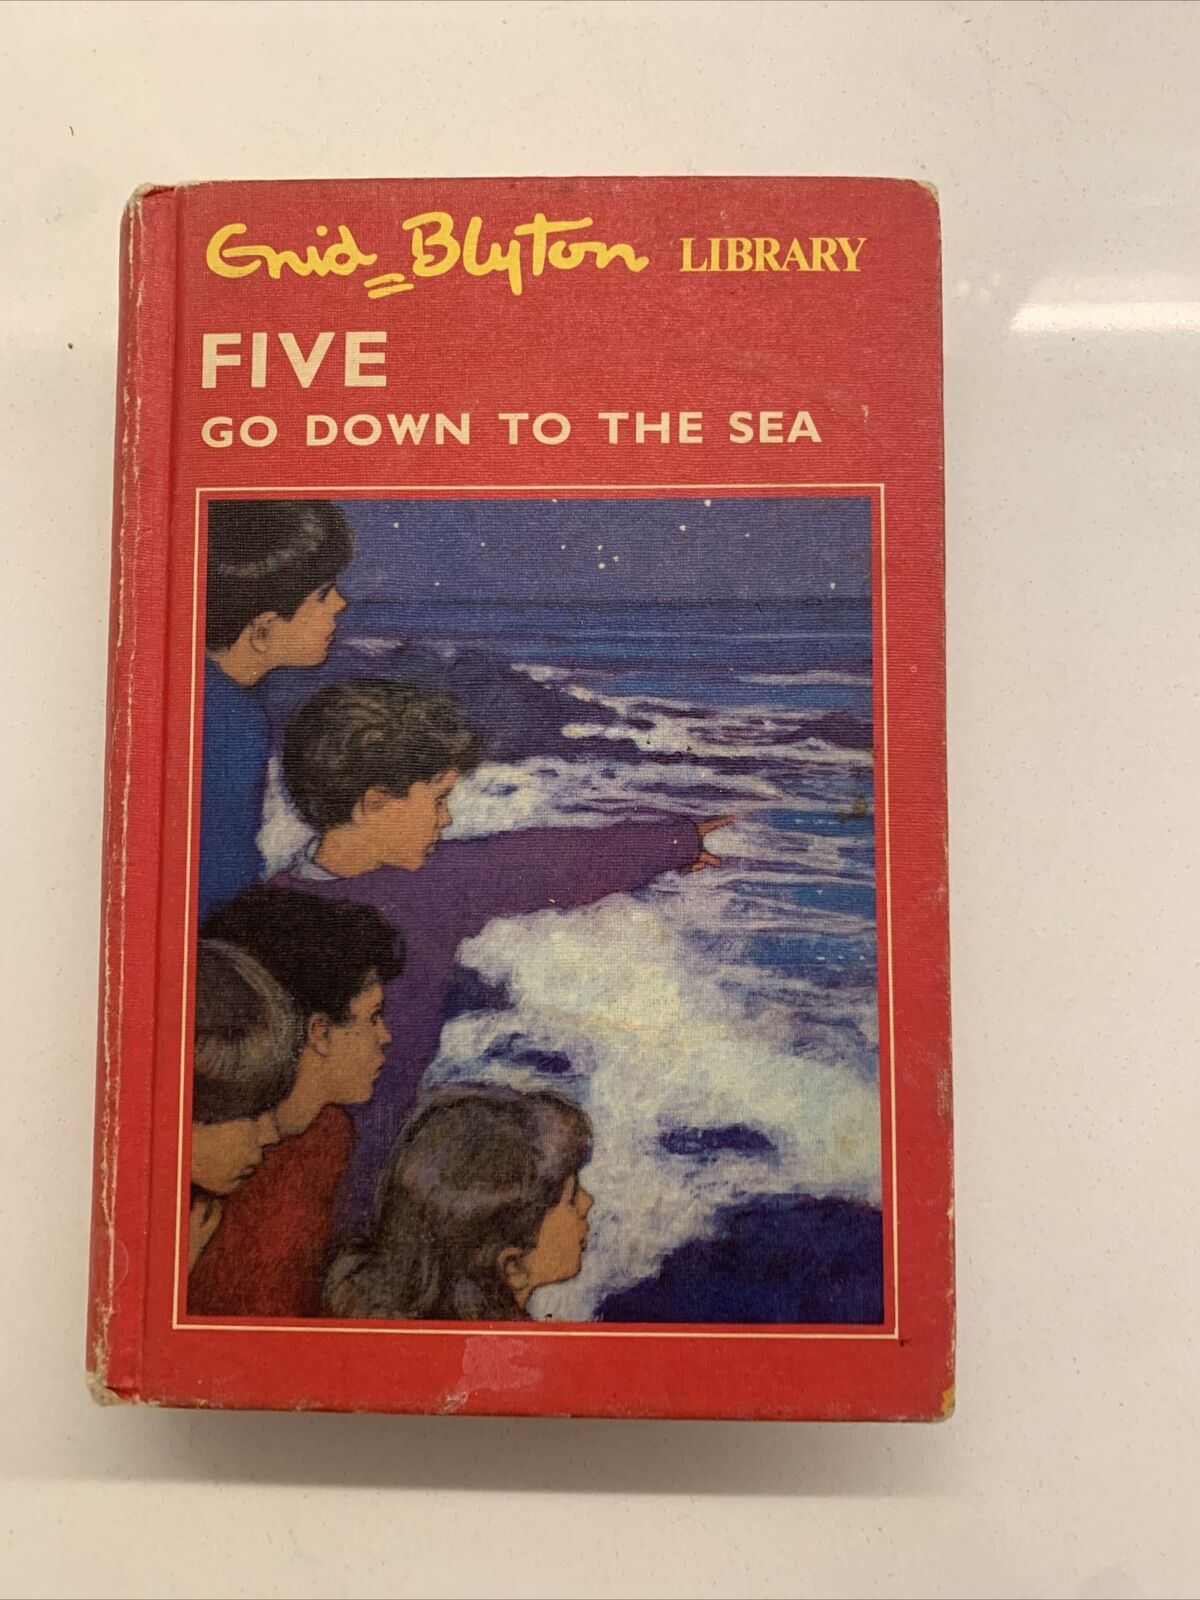 Enid Blyton LIBRARY
FIVE
GO DOWN TO THE SEA